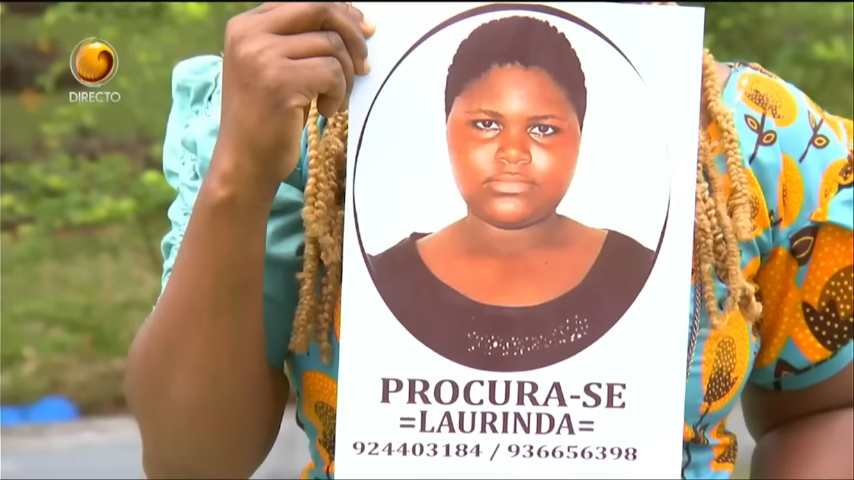 DIRECTO
PROCURA-SE
=LAURINDA=
924403184 / 936656398